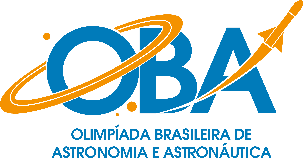 OBA
OLIMPÍADA BRASILEIRA DE
ASTRONOMIA E ASTRONÁUTICA